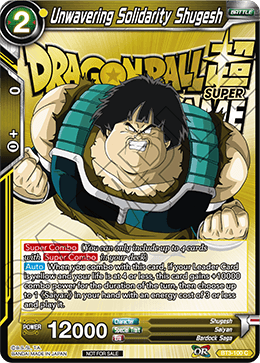 2
Unwavering Solidarity Shugesh
BATTLE
DRAGON BALL
SUPER
0 + 0
Super Combo (You can only include up to 4 cards
with Super Combo in your deck)
Auto When you combo with this card, if your Leader Card
is yellow and your life is at 4 or less, this card gains +10000
combo power for the duration of the turn, then choose up
to 1 《Saiyan》 in your hand with an energy cost of 3 or less
and play it.
POWER
12000
Character
Shugesh
Special Trait
Saiyan
Era
Bardock Saga
BANDAI MADE IN JAPAN
NOT FOR SALE
BT3-100 C